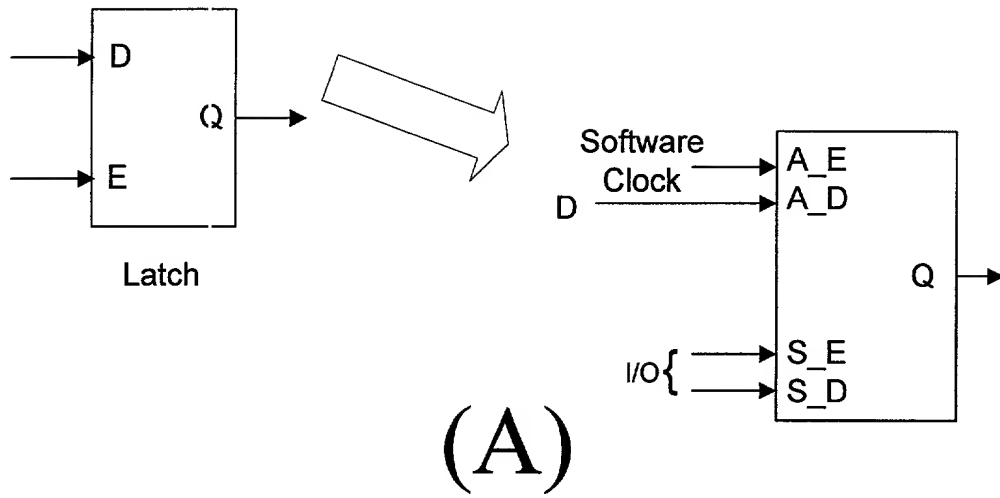 D
Q
E
Latch
Software
Clock
D
A_E
A_D
Q
I/O {
S_E
S_D
(A)